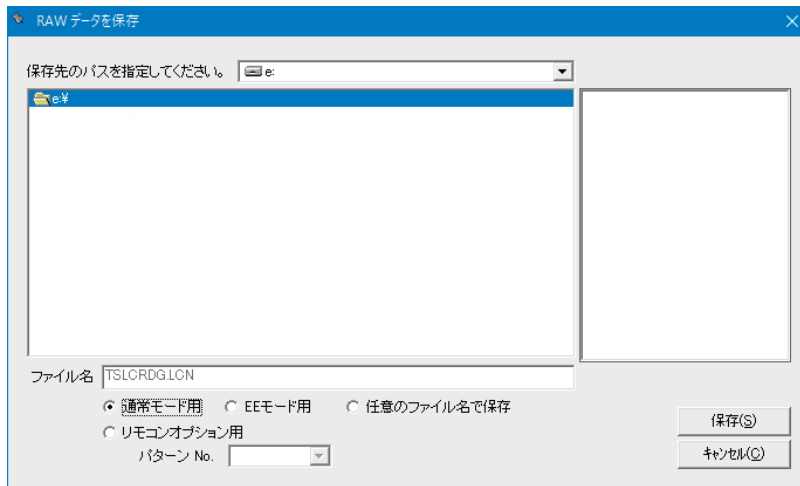 RAW データを保存
保存先のパスを指定してください。 e:
e:¥
ファイル名 TSLCRDG.LCN
通常モード用 EEモード用 任意のファイル名で保存
リモコンオプション用
パターン No.
保存(S)
キャンセル(C)